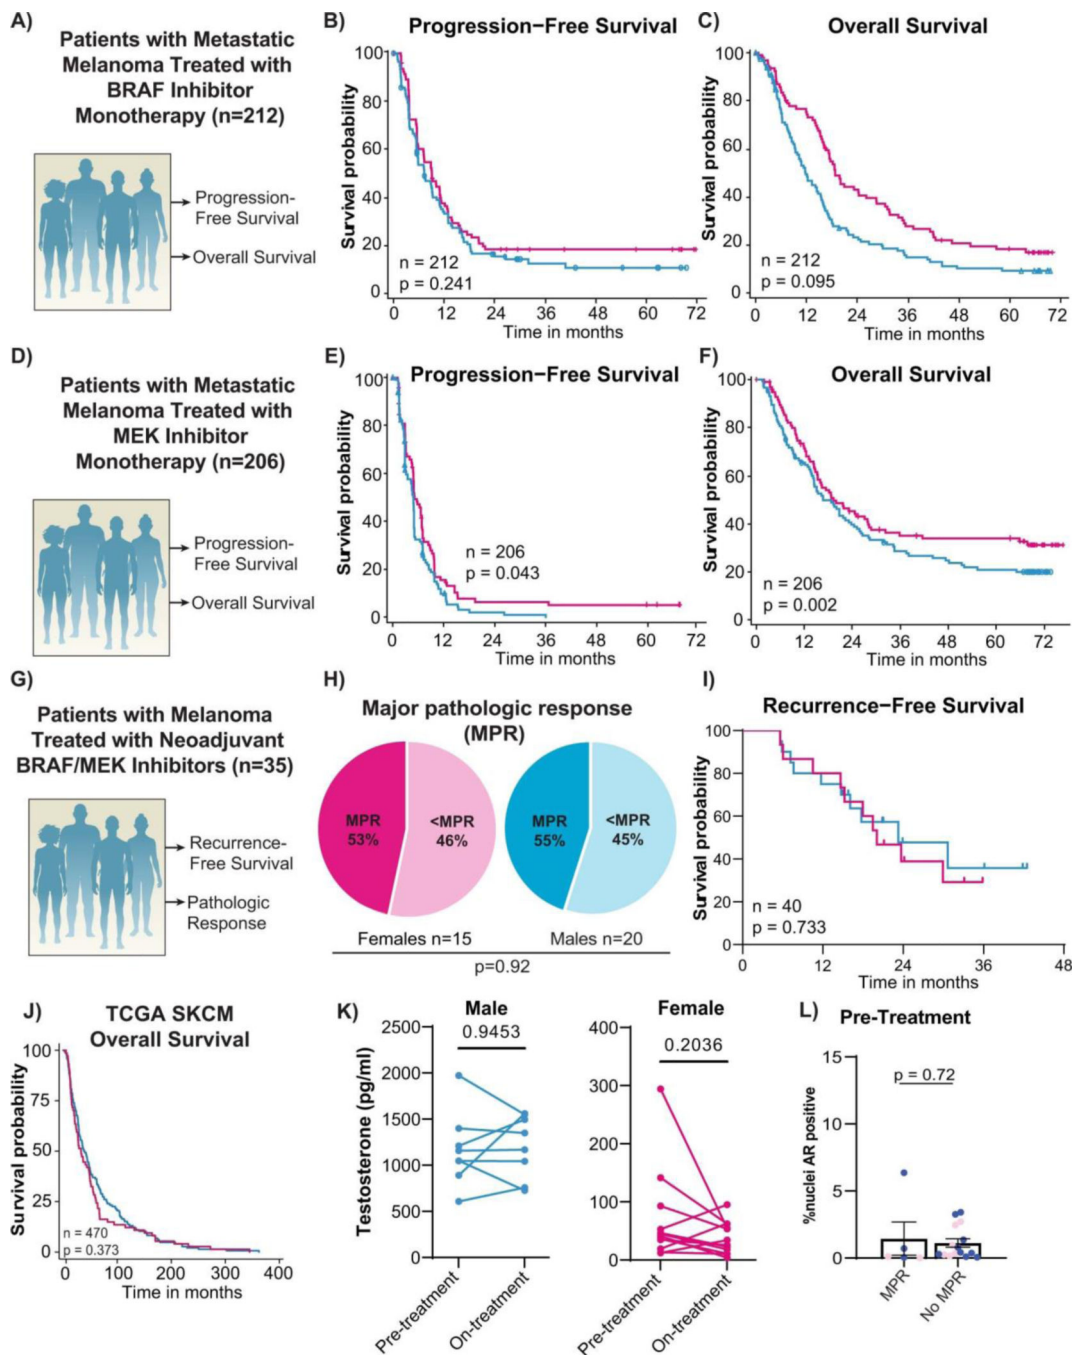 A)
Patients with Metastatic
Melanoma Treated with
BRAF Inhibitor
Monotherapy (n=212)
Progression-
Free Survival
Overall Survival
B)
Progression–Free Survival
Survival probability
100
80
60
40
20
0
n = 212
p = 0.241
0 12 24 36 48 60 72
Time in months
C)
Overall Survival
Survival probability
100
80
60
40
20
0
n = 212
p = 0.095
0 12 24 36 48 60 72
Time in months
D)
Patients with Metastatic
Melanoma Treated with
MEK Inhibitor
Monotherapy (n=206)
Progression-
Free Survival
Overall Survival
E)
Progression–Free Survival
Survival probability
100
80
60
40
20
0
n = 206
p = 0.043
0 12 24 36 48 60 72
Time in months
F)
Overall Survival
Survival probability
100
80
60
40
20
0
n = 206
p = 0.002
0 12 24 36 48 60 72
Time in months
G)
Patients with Melanoma
Treated with Neoadjuvant
BRAF/MEK Inhibitors (n=35)
Recurrence-
Free Survival
Pathologic
Response
H)
Major pathologic response
(MPR)
MPR
53%
<MPR
46%
MPR
55%
<MPR
45%
Females n=15
Males n=20
p=0.92
I)
Recurrence–Free Survival
Survival probability
100
80
60
40
20
0
n = 40
p = 0.733
0 12 24 36 48
Time in months
J)
TCGA SKCM
Overall Survival
Survival probability
100
75
50
25
0
n = 470
p = 0.373
0 100 200 300 400
Time in months
K)
Male
0.9453
Testosterone (pg/ml)
2500
2000
1500
1000
500
0
Pre-treatment
On-treatment
Female
0.2036
400
300
200
100
0
Pre-treatment
On-treatment
L)
Pre-Treatment
p = 0.72
%nuclei AR positive
15
10
5
0
MPR
No MPR